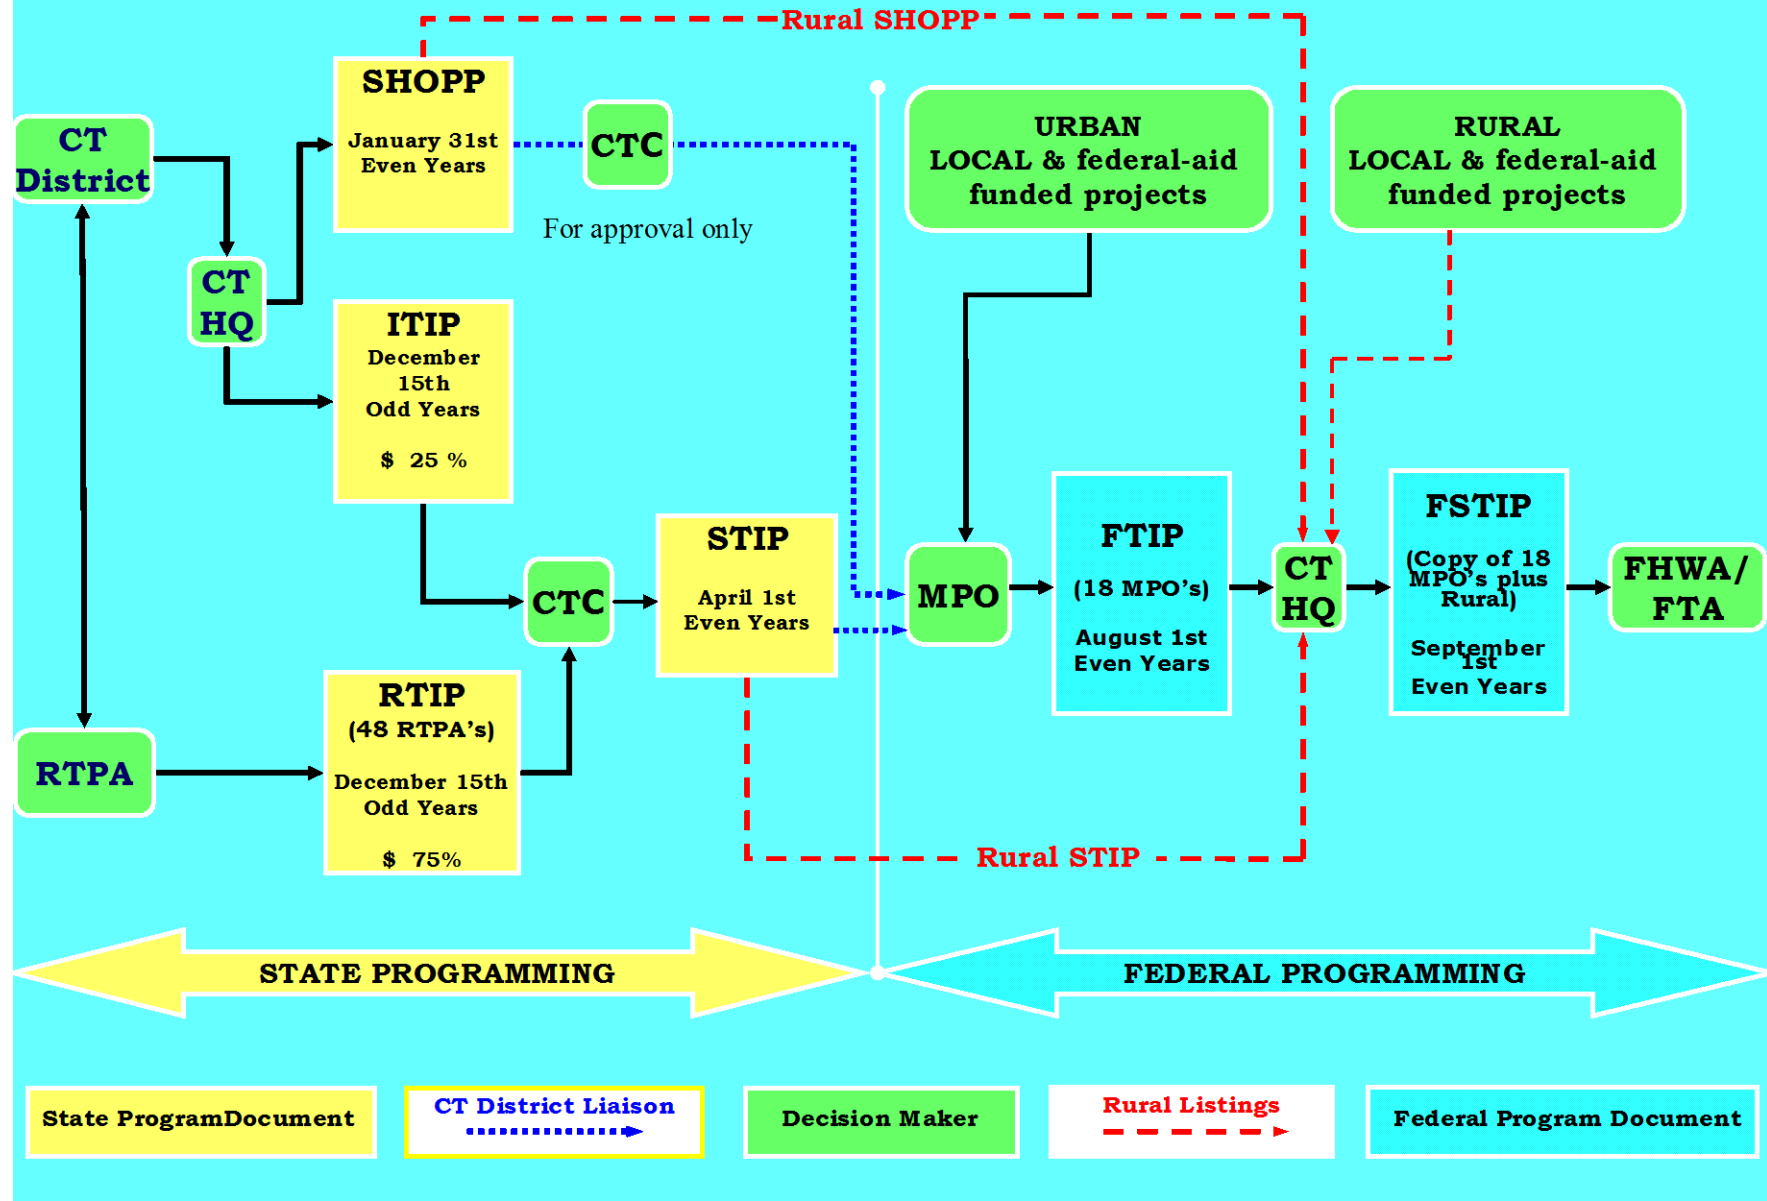 Rural SHOPP
SHOPP
January 31st
Even Years
CTC
For approval only
CT
District
CT
HQ
ITIP
December
15th
Odd Years
$ 25 %
CTC
STIP
April 1st
Even Years
RTPA
RTIP
(48 RTPA's)
December 15th
Odd Years
$ 75%
URBAN
LOCAL & federal-aid
funded projects
RURAL
LOCAL & federal-aid
funded projects
MPO
FTIP
(18 MPO's)
August 1st
Even Years
CT
HQ
FSTIP
(Copy of 18
MPO's plus
Rural)
September
1st
Even Years
FHWA/
FTA
Rural STIP
STATE PROGRAMMING
FEDERAL PROGRAMMING
State ProgramDocument
CT District Liaison
Decision Maker
Rural Listings
Federal Program Document